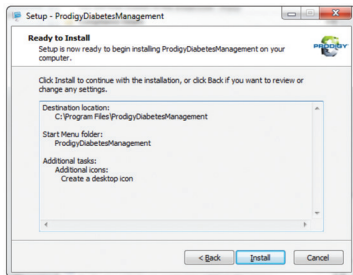 Setup - ProdigyDiabetesManagement
Ready to Install
Setup is now ready to begin installing ProdigyDiabetesManagement on your
computer.
PRODIGY
Click Install to continue with the installation, or click Back if you want to review or
change any settings.
Destination location:
C:\Program Files\ProdigyDiabetesManagement
Start Menu folder:
ProdigyDiabetesManagement
Additional tasks:
Additional icons:
Create a desktop icon
< Back
Install
Cancel